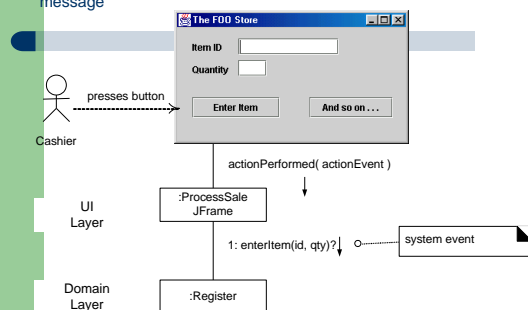 message
The FOO Store
Item ID
Quantity
Enter Item
And so on . . .
presses button
Cashier
actionPerformed( actionEvent )
:ProcessSale
JFrame
UI
Layer
1: enterItem(id, qty)?
system event
Domain
Layer
:Register